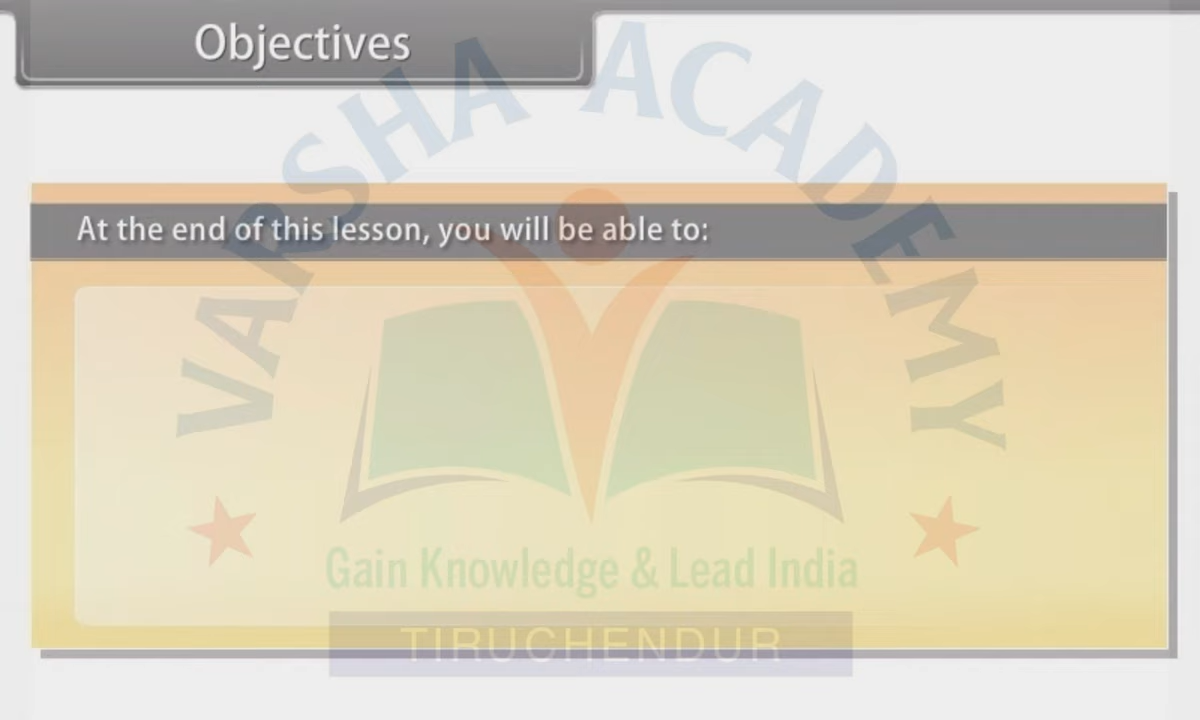 Objectives
VARSHA ACADEMY
At the end of this lesson, you will be able to:
Gain Knowledge & Lead India
TIRUCHENDUR